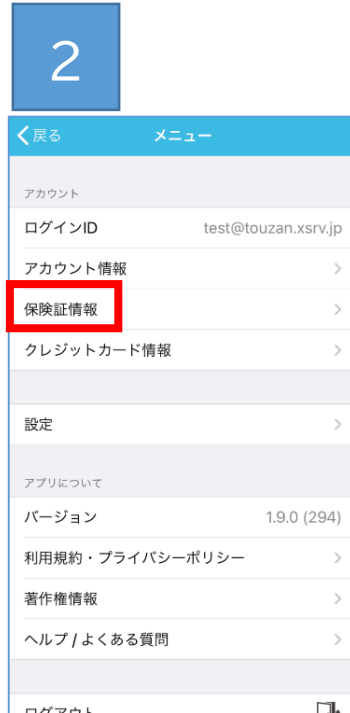 2
戻る
メニュー
アカウント
ログインID test@touzan.xsrv.jp
アカウント情報
保険証情報
クレジットカード情報
設定
アプリについて
バージョン 1.9.0 (294)
利用規約・プライバシーポリシー
著作権情報
ヘルプ / よくある質問
ログアウト